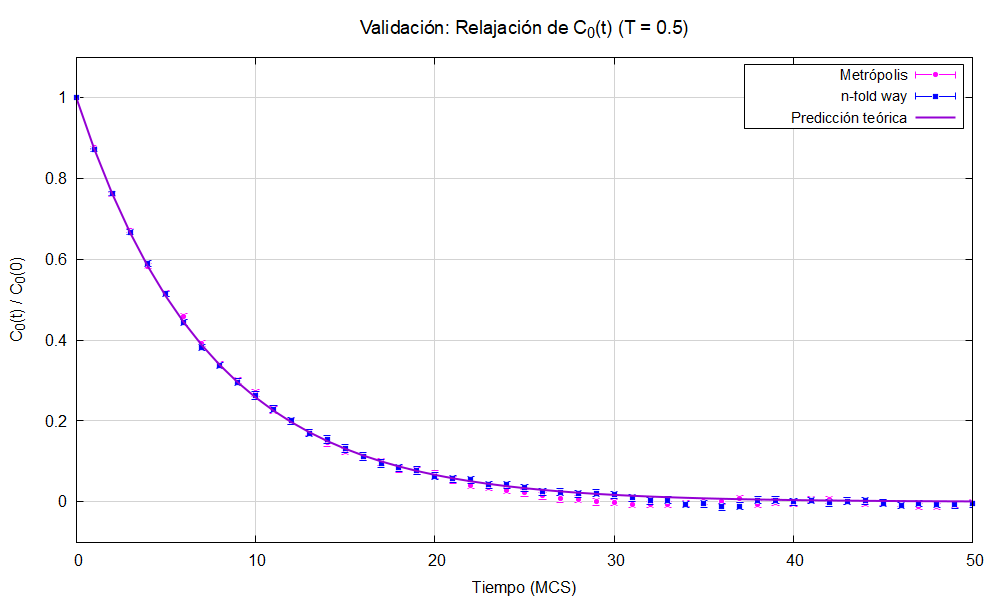 Validación: Relajación de C0(t) (T = 0.5)
Metrópolis
n-fold way
Predicción teórica
1
0.8
0.6
0.4
0.2
0
C0(t) / C0(0)
0 10 20 30 40 50
Tiempo (MCS)